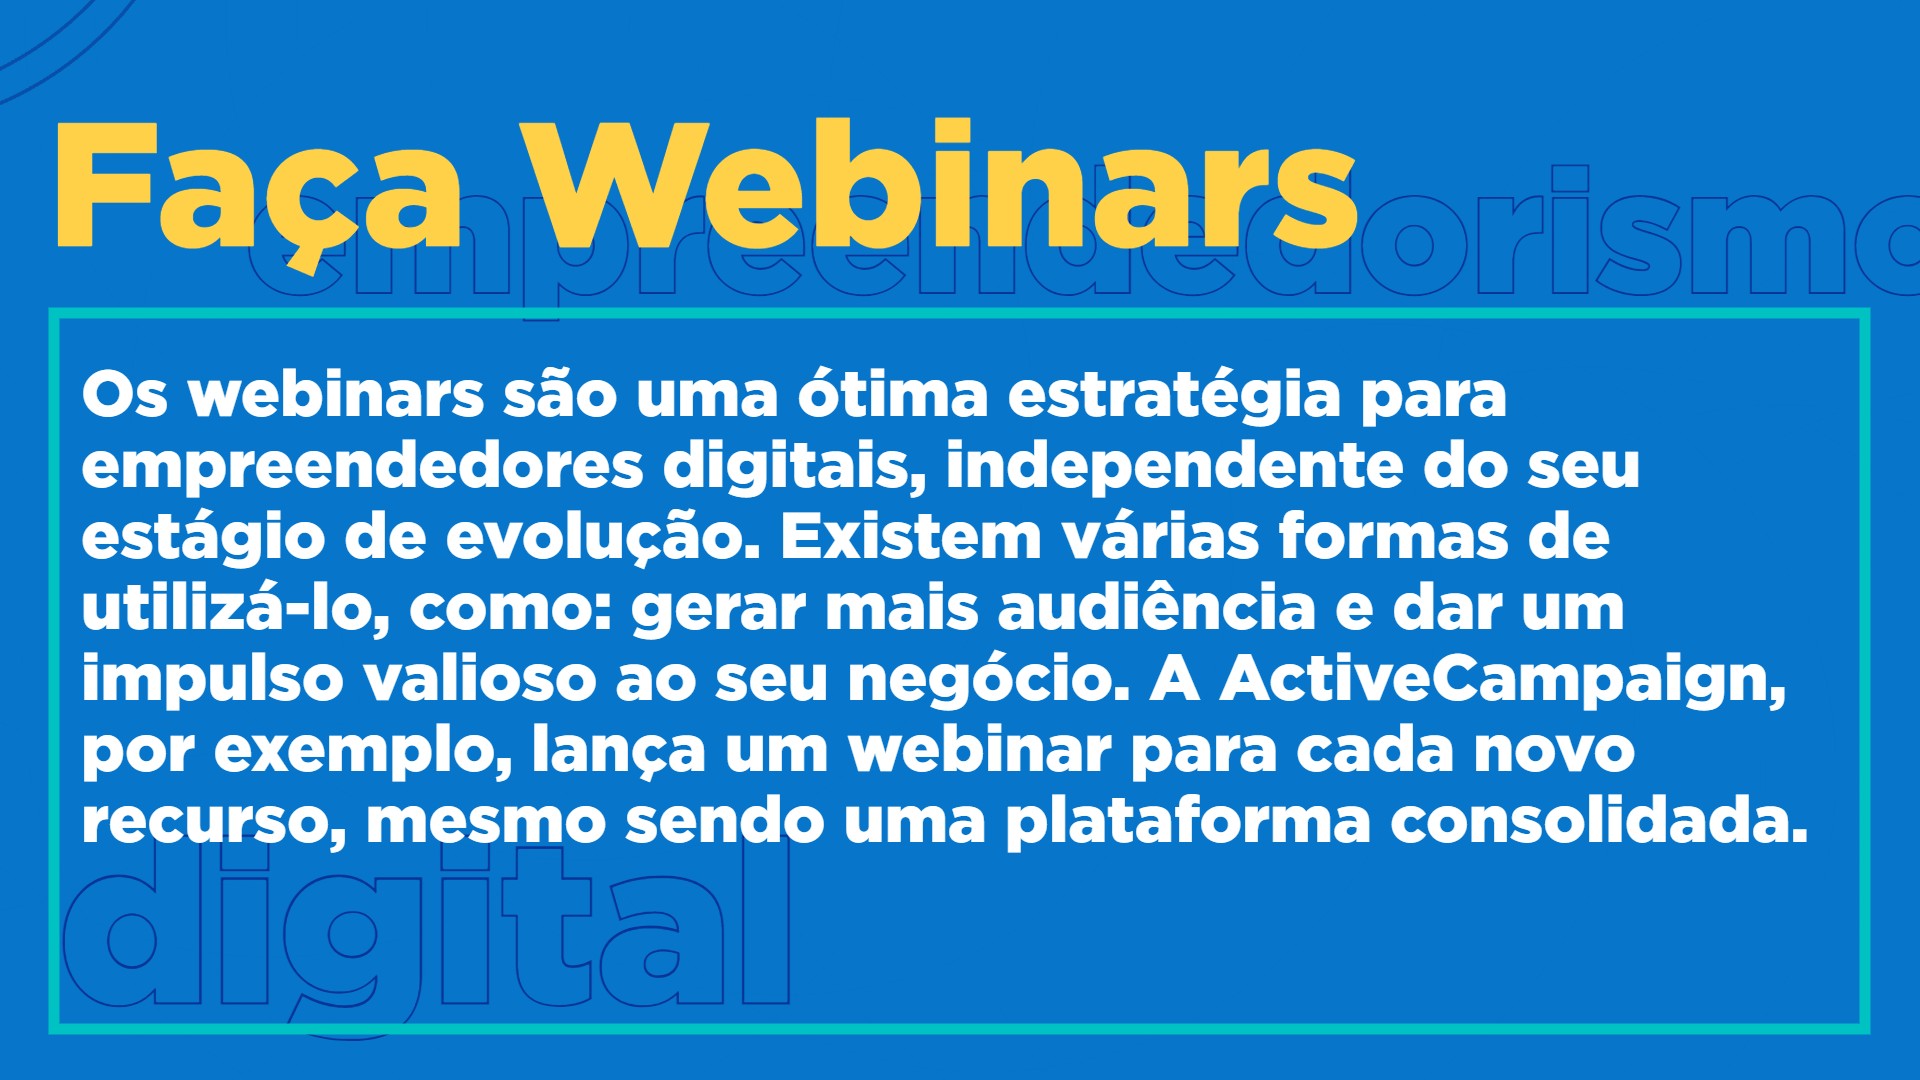 Faça Webinars
empreendedorismo
Os webinars são uma ótima estratégia para
empreendedores digitais, independente do seu
estágio de evolução. Existem várias formas de
utilizá-lo, como: gerar mais audiência e dar um
impulso valioso ao seu negócio. A ActiveCampaign,
por exemplo, lança um webinar para cada novo
recurso, mesmo sendo uma plataforma consolidada.
digital